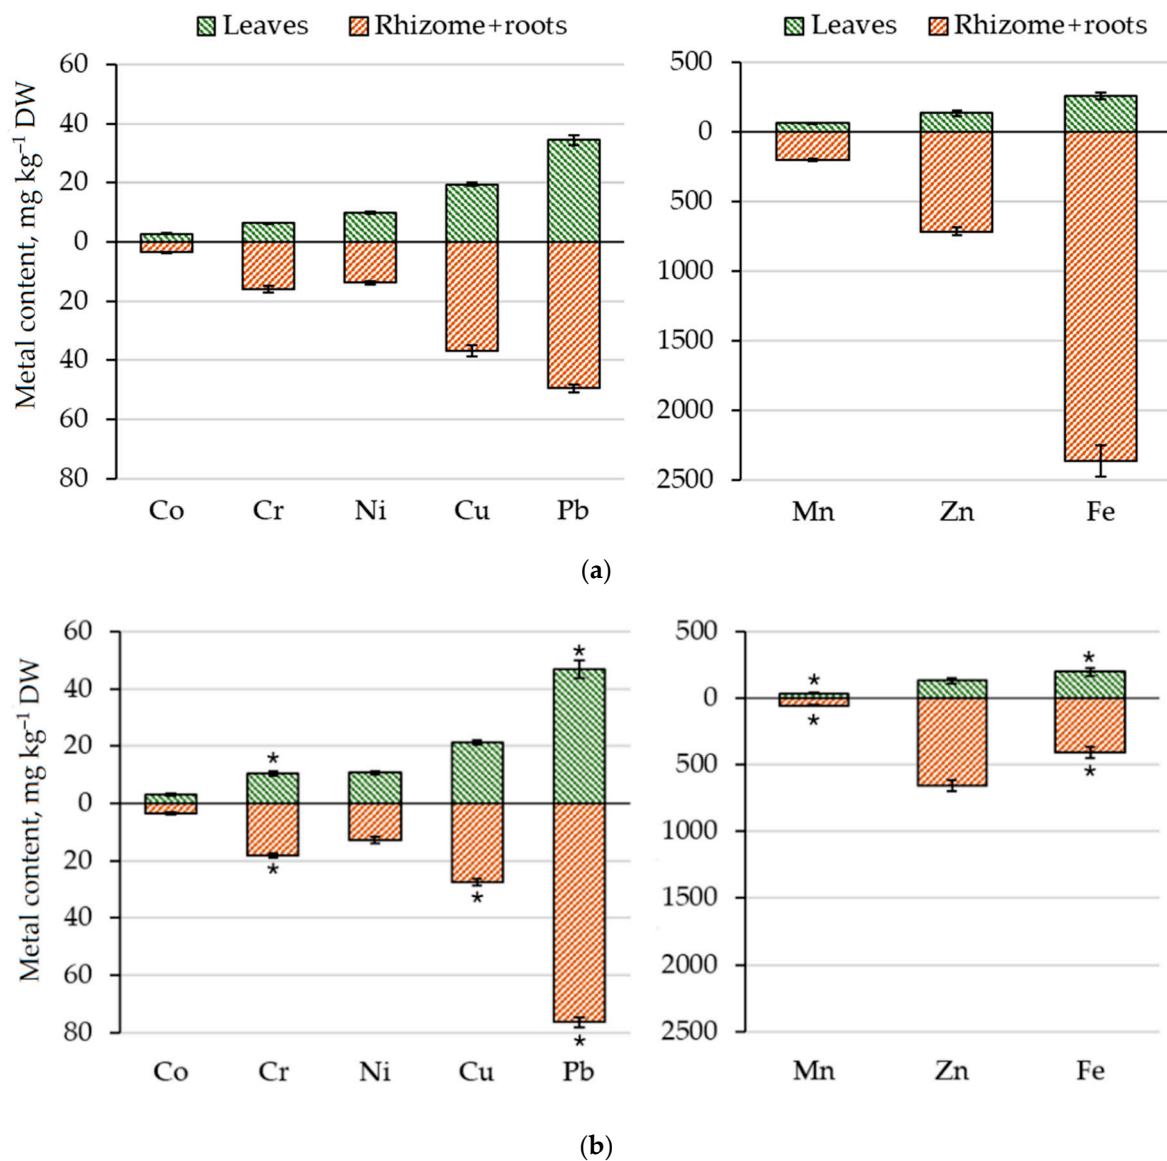 Leaves Rhizome+roots
Leaves Rhizome+roots
Metal content, mg kg⁻¹ DW
60
40
20
0
20
40
60
80
Co Cr Ni Cu Pb
500
0
500
1000
1500
2000
2500
Mn Zn Fe
(a)
Metal content, mg kg⁻¹ DW
60
40
20
0
20
40
60
80
* * * * *
Co Cr Ni Cu Pb
500
0
500
1000
1500
2000
2500
* * * *
Mn Zn Fe
(b)